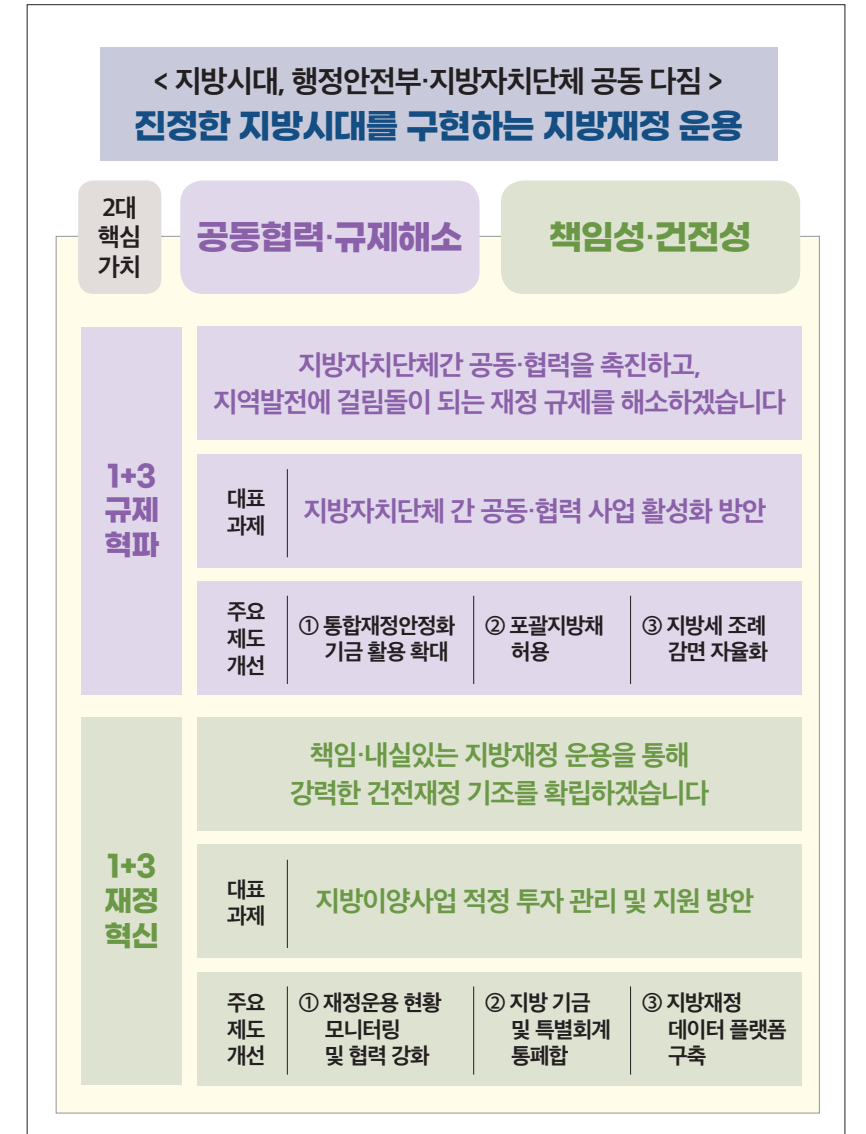 < 지방시대, 행정안전부·지방자치단체 공동 다짐 >
진정한 지방시대를 구현하는 지방재정 운용
2대
핵심
가치
공동협력·규제해소
책임성·건전성
1+3
규제
혁파
지방자치단체간 공동·협력을 촉진하고,
지역발전에 걸림돌이 되는 재정 규제를 해소하겠습니다
대표
과제
지방자치단체 간 공동·협력 사업 활성화 방안
주요
제도
개선
① 통합재정안정화
기금 활용 확대
② 포괄지방채
허용
③ 지방세 조례
감면 자율화
1+3
재정
혁신
책임·내실있는 지방재정 운용을 통해
강력한 건전재정 기조를 확립하겠습니다
대표
과제
지방이양사업 적정 투자 관리 및 지원 방안
주요
제도
개선
① 재정운용 현황
모니터링
및 협력 강화
② 지방 기금
및 특별회계
통폐합
③ 지방재정
데이터 플랫폼
구축